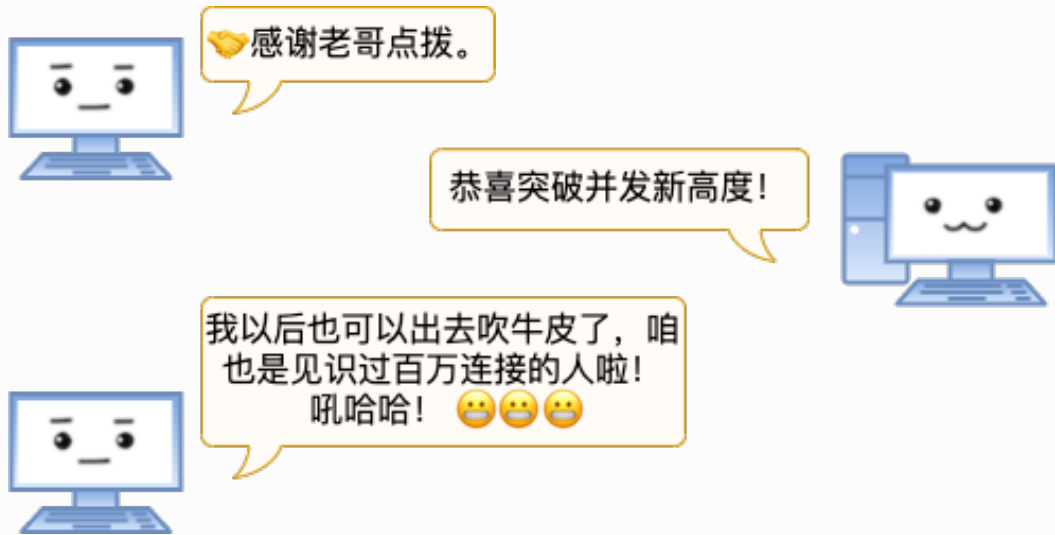 🤝感谢老哥点拨。
恭喜突破并发新高度！
我以后也可以出去吹牛皮了，咱
也是见识过百万连接的人啦！
吼哈哈！ 😬😬😬